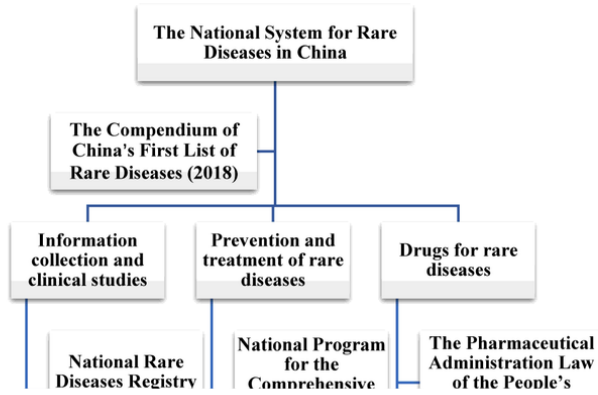 The National System for Rare
Diseases in China
The Compendium of
China's First List of
Rare Diseases (2018)
Information
collection and
clinical studies
Prevention and
treatment of rare
diseases
Drugs for rare
diseases
National Rare
Diseases Registry
National Program
for the
Comprehensive
The Pharmaceutical
Administration Law
of the People's